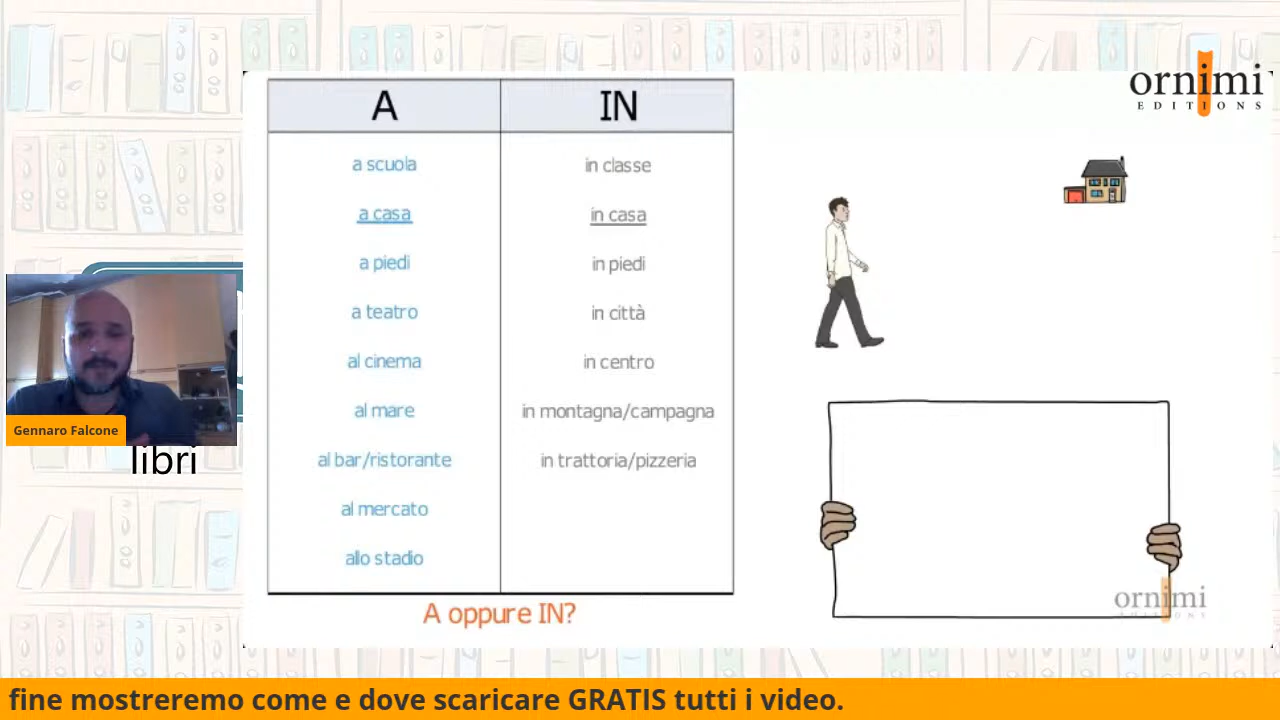 ornimi
EDITIONS
A IN
a scuola in classe
a casa in casa
a piedi in piedi
a teatro in città
al cinema in centro
al mare in montagna/campagna
al bar/ristorante in trattoria/pizzeria
al mercato
allo stadio
A oppure IN?
Gennaro Falcone
libri
ornimi
EDITIONS
fine mostreremo come e dove scaricare GRATIS tutti i video.